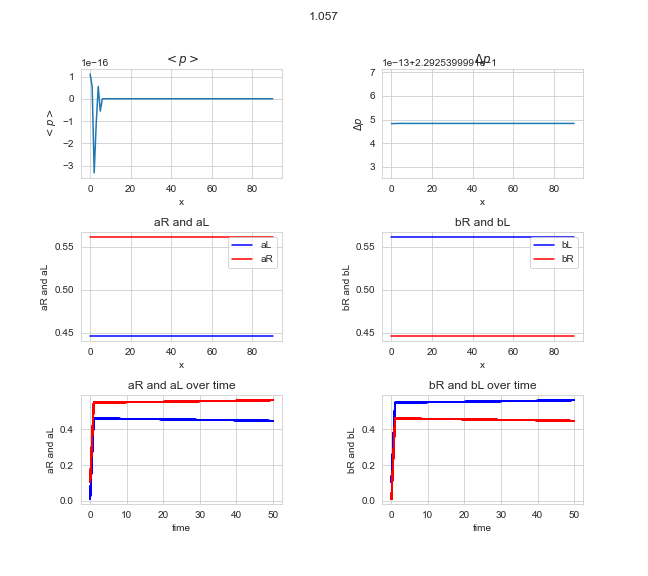 1.057
< p >
Δp
1e−16
1e−13+2.292539999e−1
1
0
−1
−2
−3
< p >
0 20 40 60 80
x
7
6
5
4
3
Δp
0 20 40 60 80
x
aR and aL
bR and bL
0.55
0.50
0.45
aR and aL
aL
aR
0 20 40 60 80
x
0.55
0.50
0.45
bR and bL
bL
bR
0 20 40 60 80
x
aR and aL over time
bR and bL over time
0.4
0.2
0.0
aR and aL
0 10 20 30 40 50
time
0.4
0.2
0.0
bR and bL
0 10 20 30 40 50
time